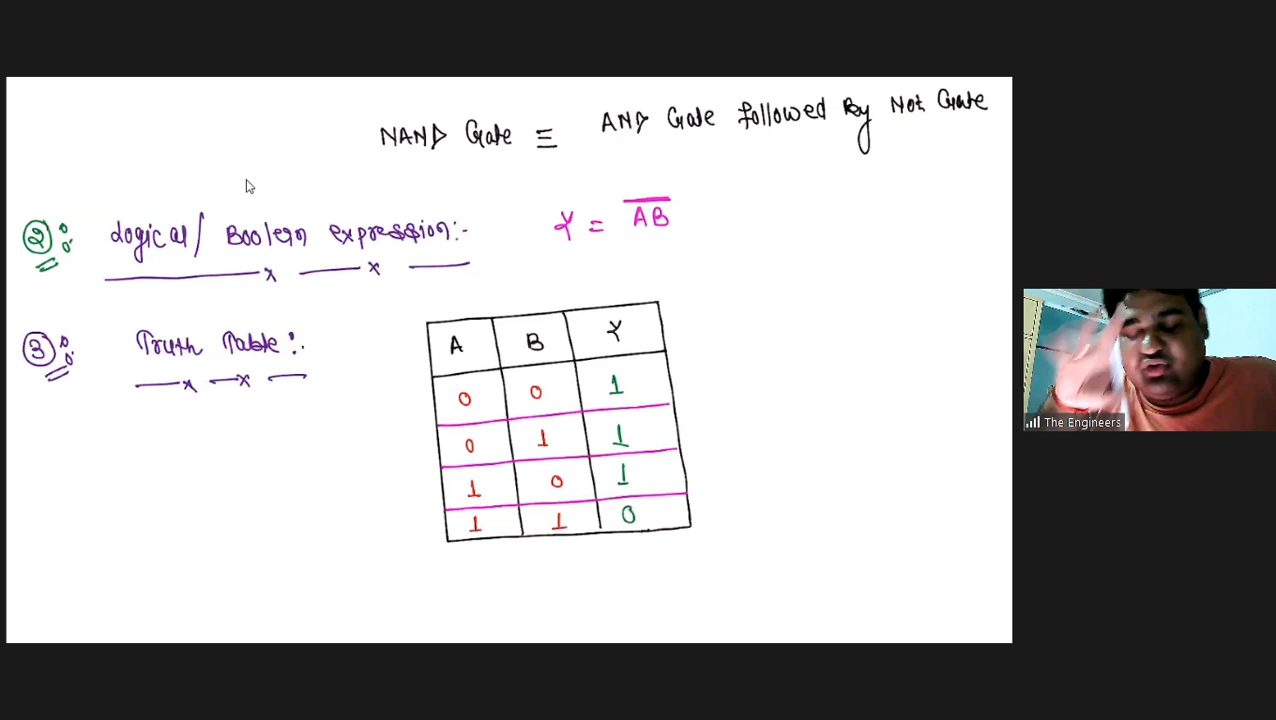 NAND Gate ≡ AND Gate followed By Not Gate
②: Logical/ Boolean expression:- Y = \overline{AB}
③: Truth Table:-
A B Y
0 0 1
0 1 1
1 0 1
1 1 0
The Engineers